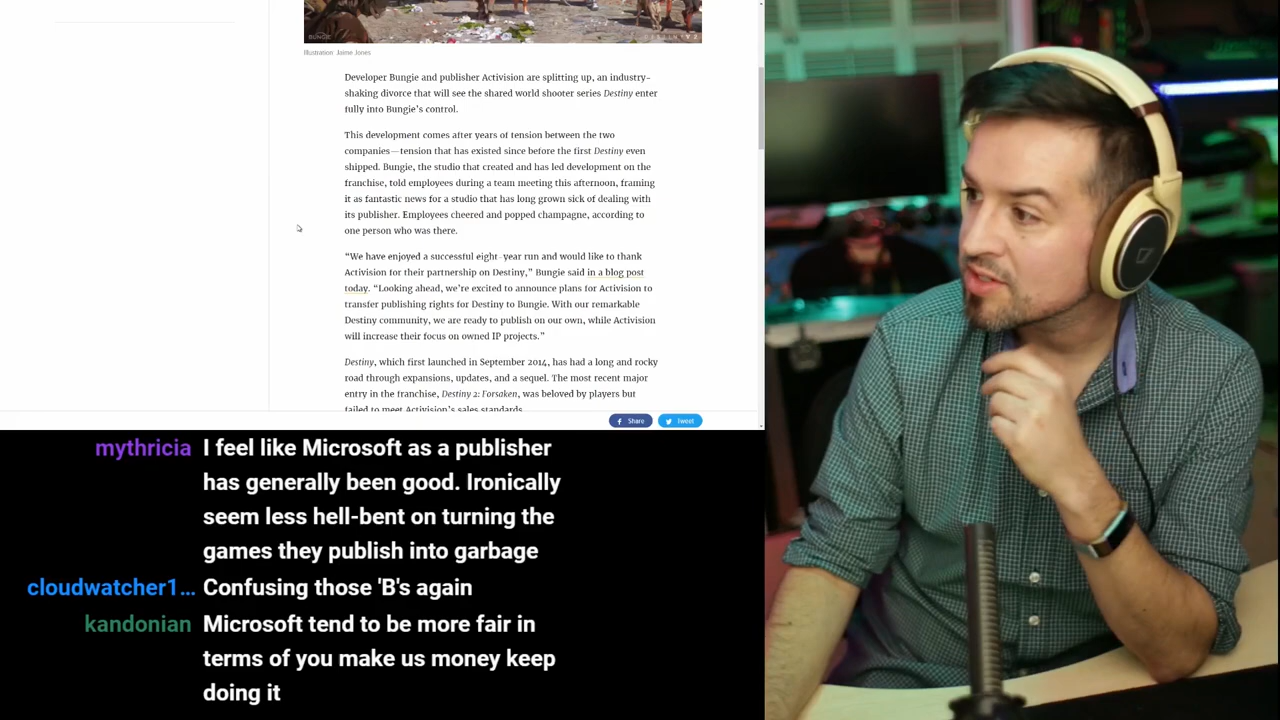 BUNGIE
Illustration Jaime Jones
Developer Bungie and publisher Activision are splitting up, an industry-
shaking divorce that will see the shared world shooter series Destiny enter
fully into Bungie's control.
This development comes after years of tension between the two
companies—tension that has existed since before the first Destiny even
shipped. Bungie, the studio that created and has led development on the
franchise, told employees during a team meeting this afternoon, framing
it as fantastic news for a studio that has long grown sick of dealing with
its publisher. Employees cheered and popped champagne, according to
one person who was there.
“We have enjoyed a successful eight-year run and would like to thank
Activision for their partnership on Destiny,” Bungie said in a blog post
today. “Looking ahead, we're excited to announce plans for Activision to
transfer publishing rights for Destiny to Bungie. With our remarkable
Destiny community, we are ready to publish on our own, while Activision
will increase their focus on owned IP projects.”
Destiny, which first launched in September 2014, has had a long and rocky
road through expansions, updates, and a sequel. The most recent major
entry in the franchise, Destiny 2: Forsaken, was beloved by players but
failed to meet Activision's sales standards.
Share
Tweet
mythricia I feel like Microsoft as a publisher
has generally been good. Ironically
seem less hell-bent on turning the
games they publish into garbage
cloudwatcher1... Confusing those 'B's again
kandonian Microsoft tend to be more fair in
terms of you make us money keep
doing it